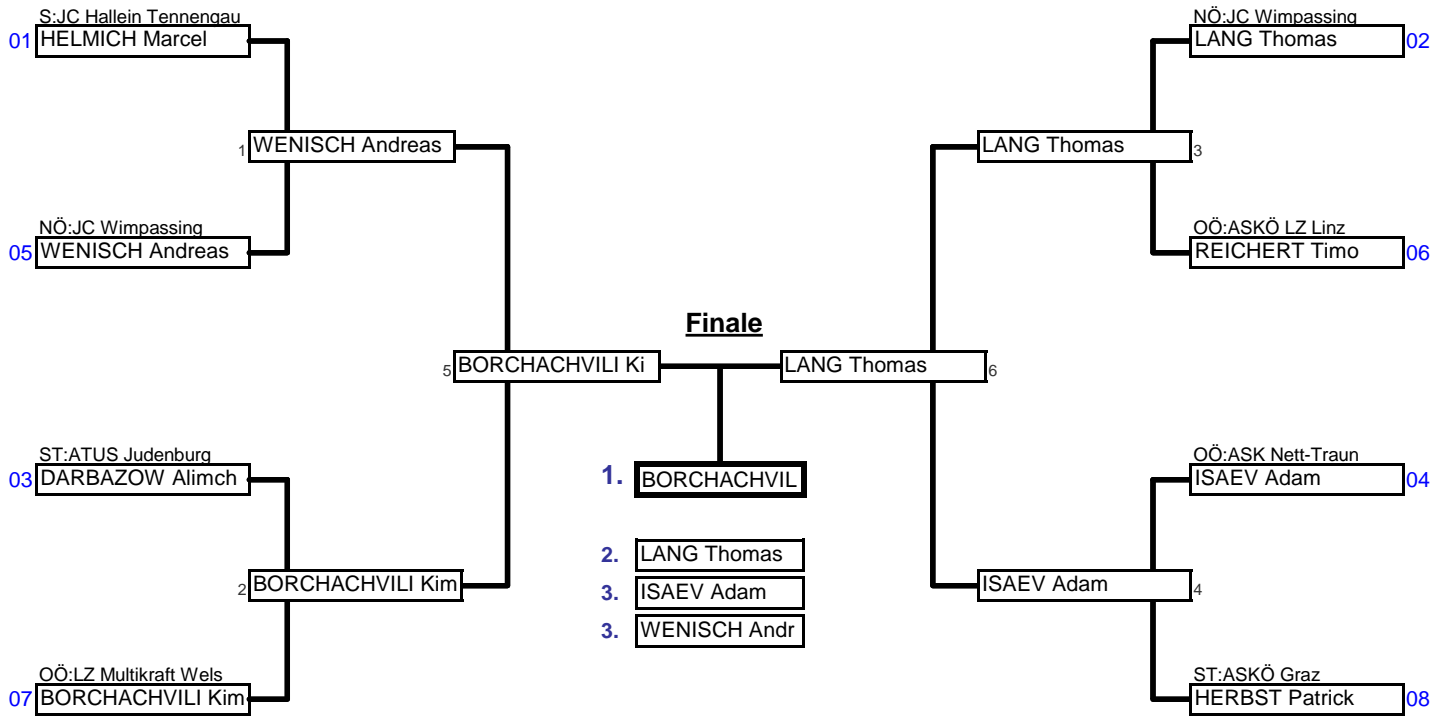 S:JC Hallein Tennengau
01 HELMICH Marcel
1 WENISCH Andreas
NÖ:JC Wimpassing
05 WENISCH Andreas
5 BORCHACHVILI Ki
ST:ATUS Judenburg
03 DARBAZOW Alimch
2 BORCHACHVILI Kim
OÖ:LZ Multikraft Wels
07 BORCHACHVILI Kim
Finale
1. BORCHACHVIL
2. LANG Thomas
3. ISAEV Adam
3. WENISCH Andr
NÖ:JC Wimpassing
LANG Thomas 02
LANG Thomas 3
OÖ:ASKÖ LZ Linz
REICHERT Timo 06
LANG Thomas 6
OÖ:ASK Nett-Traun
ISAEV Adam 04
ISAEV Adam 4
ST:ASKÖ Graz
HERBST Patrick 08